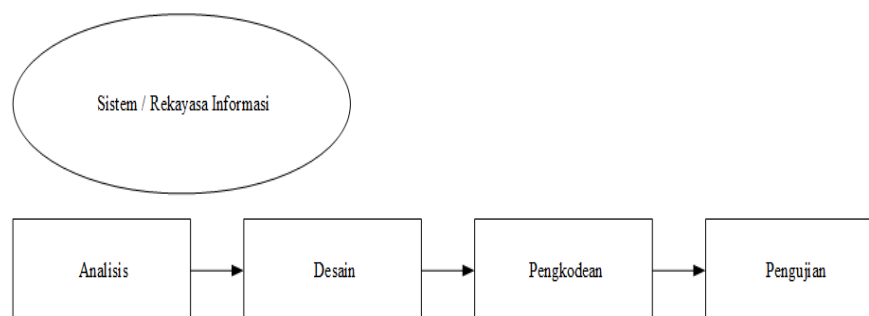 Sistem / Rekayasa Informasi
Analisis
Desain
Pengkodean
Pengujian